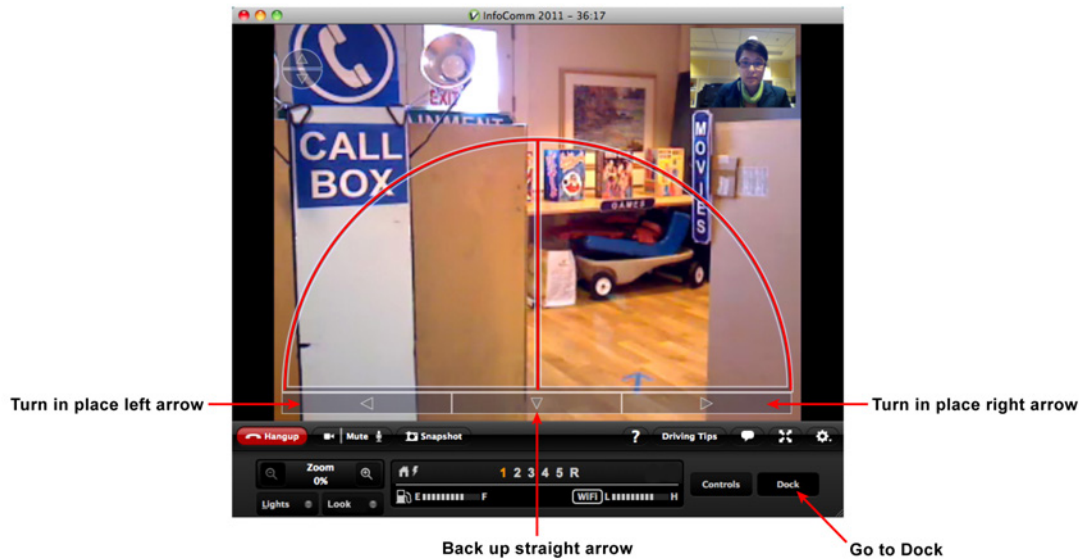 InfoComm 2011 – 36:17
EXIT
INMENT
CALL
BOX
MOVIES
GAMES
Turn in place left arrow
Turn in place right arrow
Hangup
Mute
Snapshot
?
Driving Tips
Zoom
0%
1 2 3 4 5 R
Controls
Dock
Lights
Look
E
F
WiFi
L
H
Back up straight arrow
Go to Dock